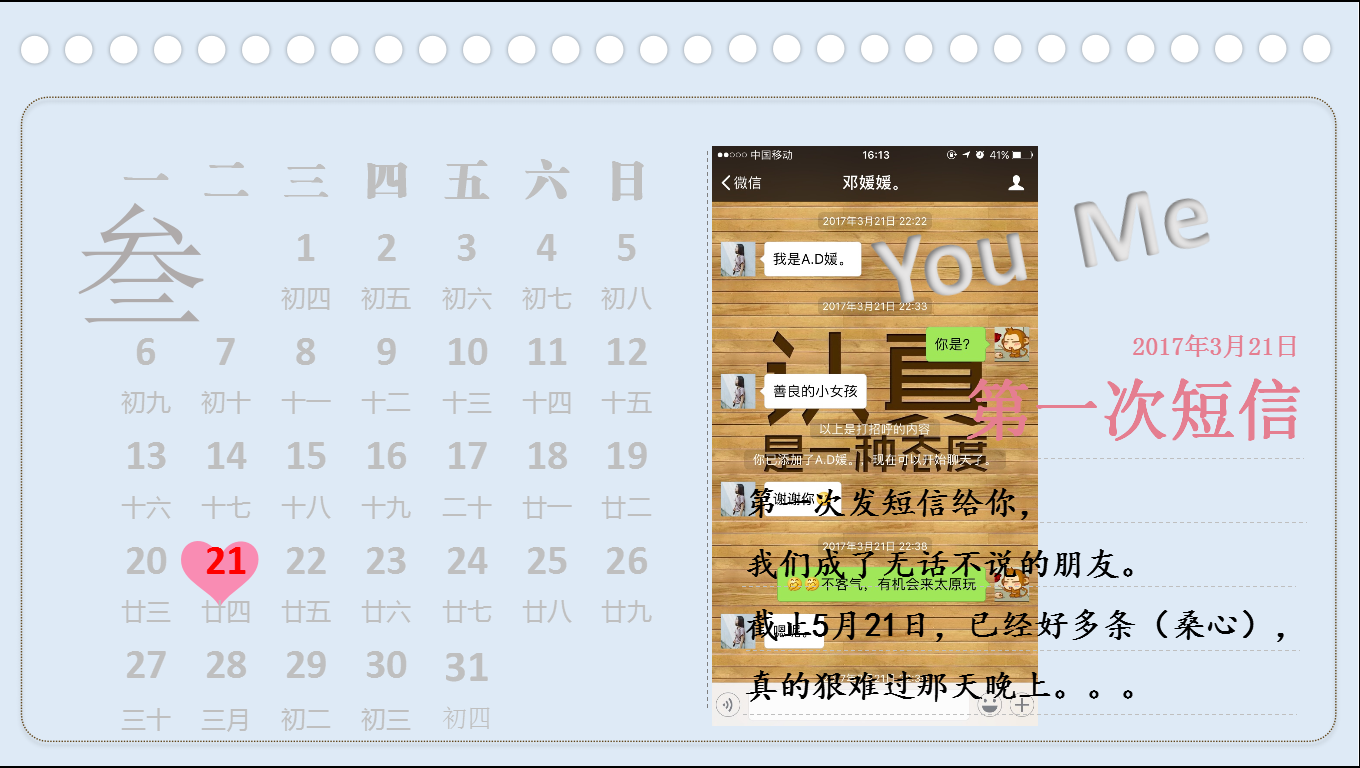 一 二 三 四 五 六 日
叁
1 2 3 4 5
初四 初五 初六 初七 初八
6 7 8 9 10 11 12
初九 初十 十一 十二 十三 十四 十五
13 14 15 16 17 18 19
十六 十七 十八 十九 二十 廿一 廿二
20 21 22 23 24 25 26
廿三 廿四 廿五 廿六 廿七 廿八 廿九
27 28 29 30 31
三十 三月 初二 初三 初四
中国移动 16:13 41%
微信 邓媛媛。
2017年3月21日 22:22
我是A.D媛。
2017年3月21日 22:33
你是?
善良的小女孩
以上是打招呼的内容
你已添加了A.D媛。 现在可以开始聊天了。
谢谢你
2017年3月21日 22:38
不客气，有机会来太原玩
嗯嗯。
认真
是一种态度
You Me
2017年3月21日
第一次短信
第一次发短信给你，
我们成了无话不说的朋友。
截止5月21日，已经好多条（桑心），
真的狠难过那天晚上。。。